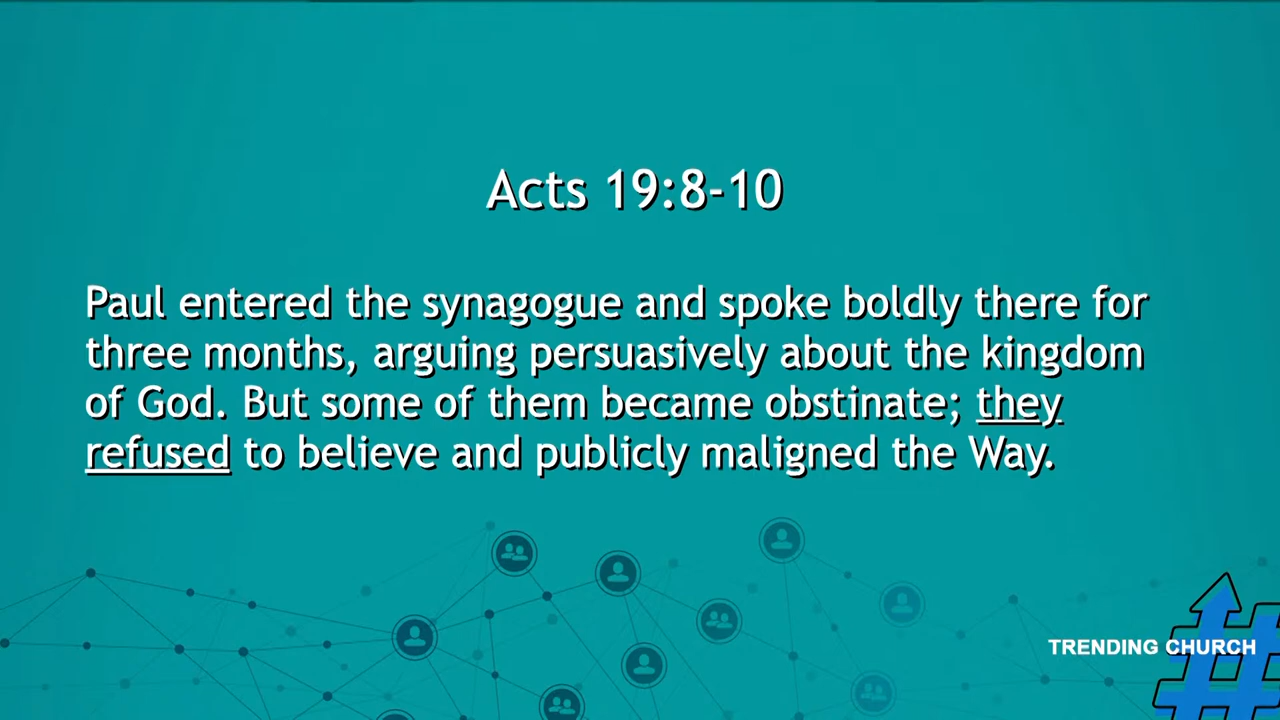 Acts 19:8-10
Paul entered the synagogue and spoke boldly there for
three months, arguing persuasively about the kingdom
of God. But some of them became obstinate; they
refused to believe and publicly maligned the Way.
TRENDING CHURCH